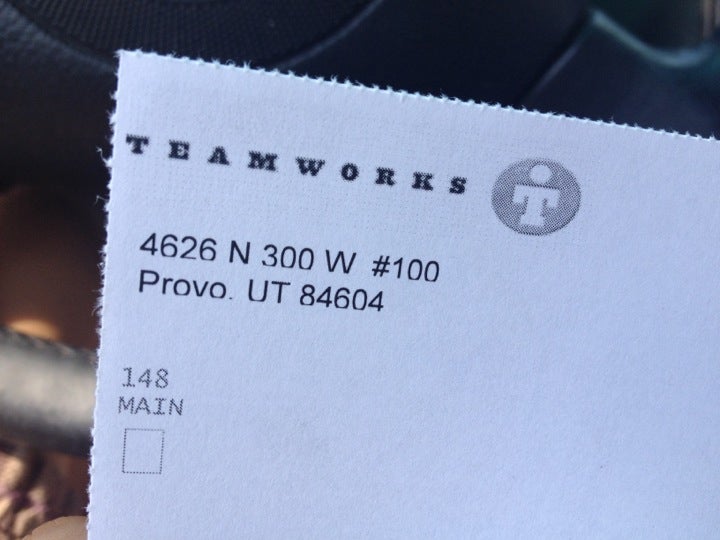 TEAMWORKS
4626 N 300 W #100
Provo. UT 84604
148
MAIN